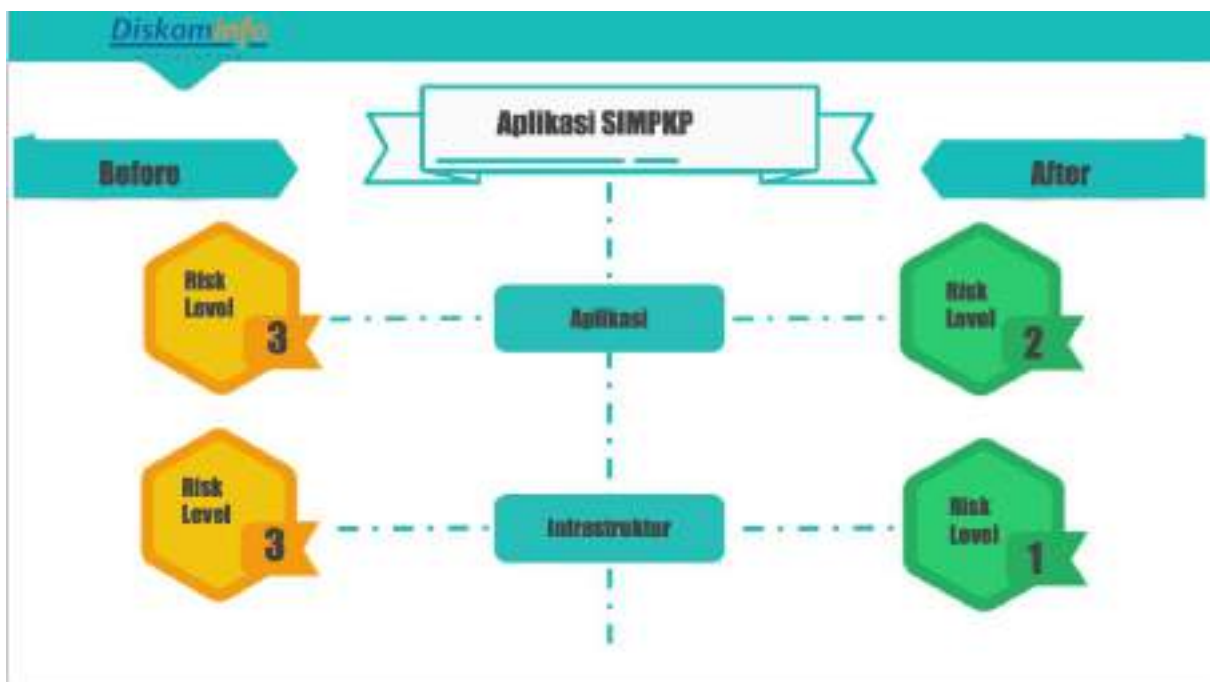 Diskominfo
Aplikasi SIMPKP
Before
After
Risk
Level
3
Aplikasi
Risk
Level
2
Risk
Level
3
Infrastruktur
Risk
Level
1